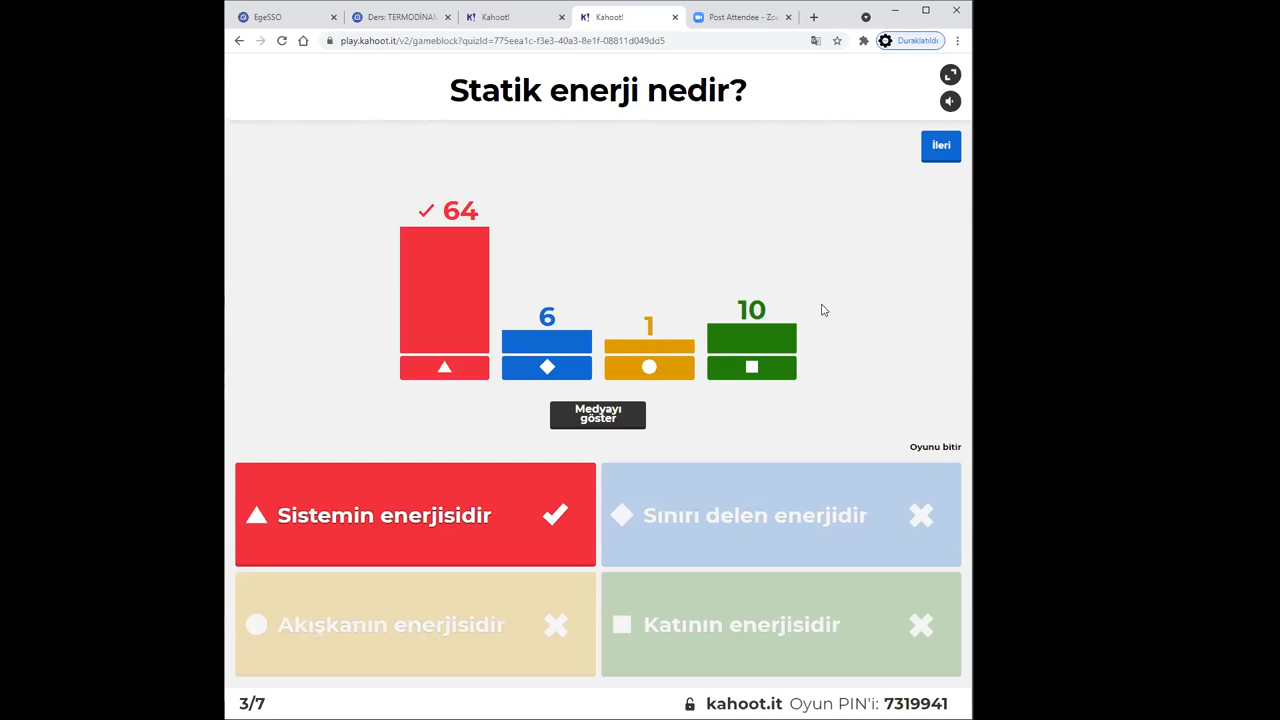 EgeSSO
Ders: TERMODİNA
Kahoot!
Kahoot!
Post Attendee - Zo
play.kahoot.it/v2/gameblock?quizId=775eea1c-f3e3-40a3-8e1f-08811d049dd5
Duraklatıldı
Statik enerji nedir?
İleri
64
6
1
10
Medyayı
göster
Oyunu bitir
Sistemin enerjisidir
Sınırı delen enerjidir
Akışkanın enerjisidir
Katının enerjisidir
3/7
kahoot.it Oyun PIN'i: 7319941